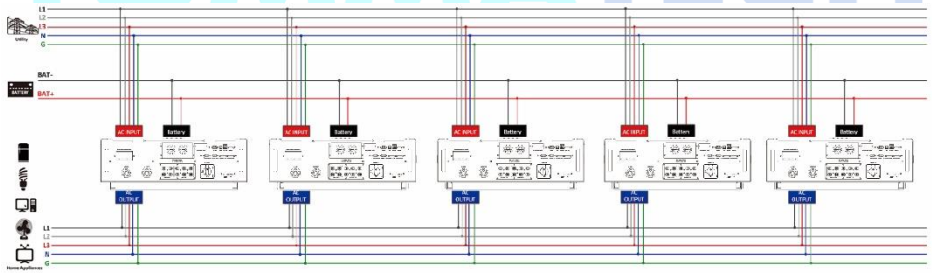 L1
L2
L3
N
G
Utility
BAT-
BATTERY
BAT+
AC INPUT Battery AC INPUT Battery AC INPUT Battery AC INPUT Battery AC INPUT Battery
AC OUTPUT AC OUTPUT AC OUTPUT AC OUTPUT AC OUTPUT
L1
L2
L3
N
G
Home Appliances